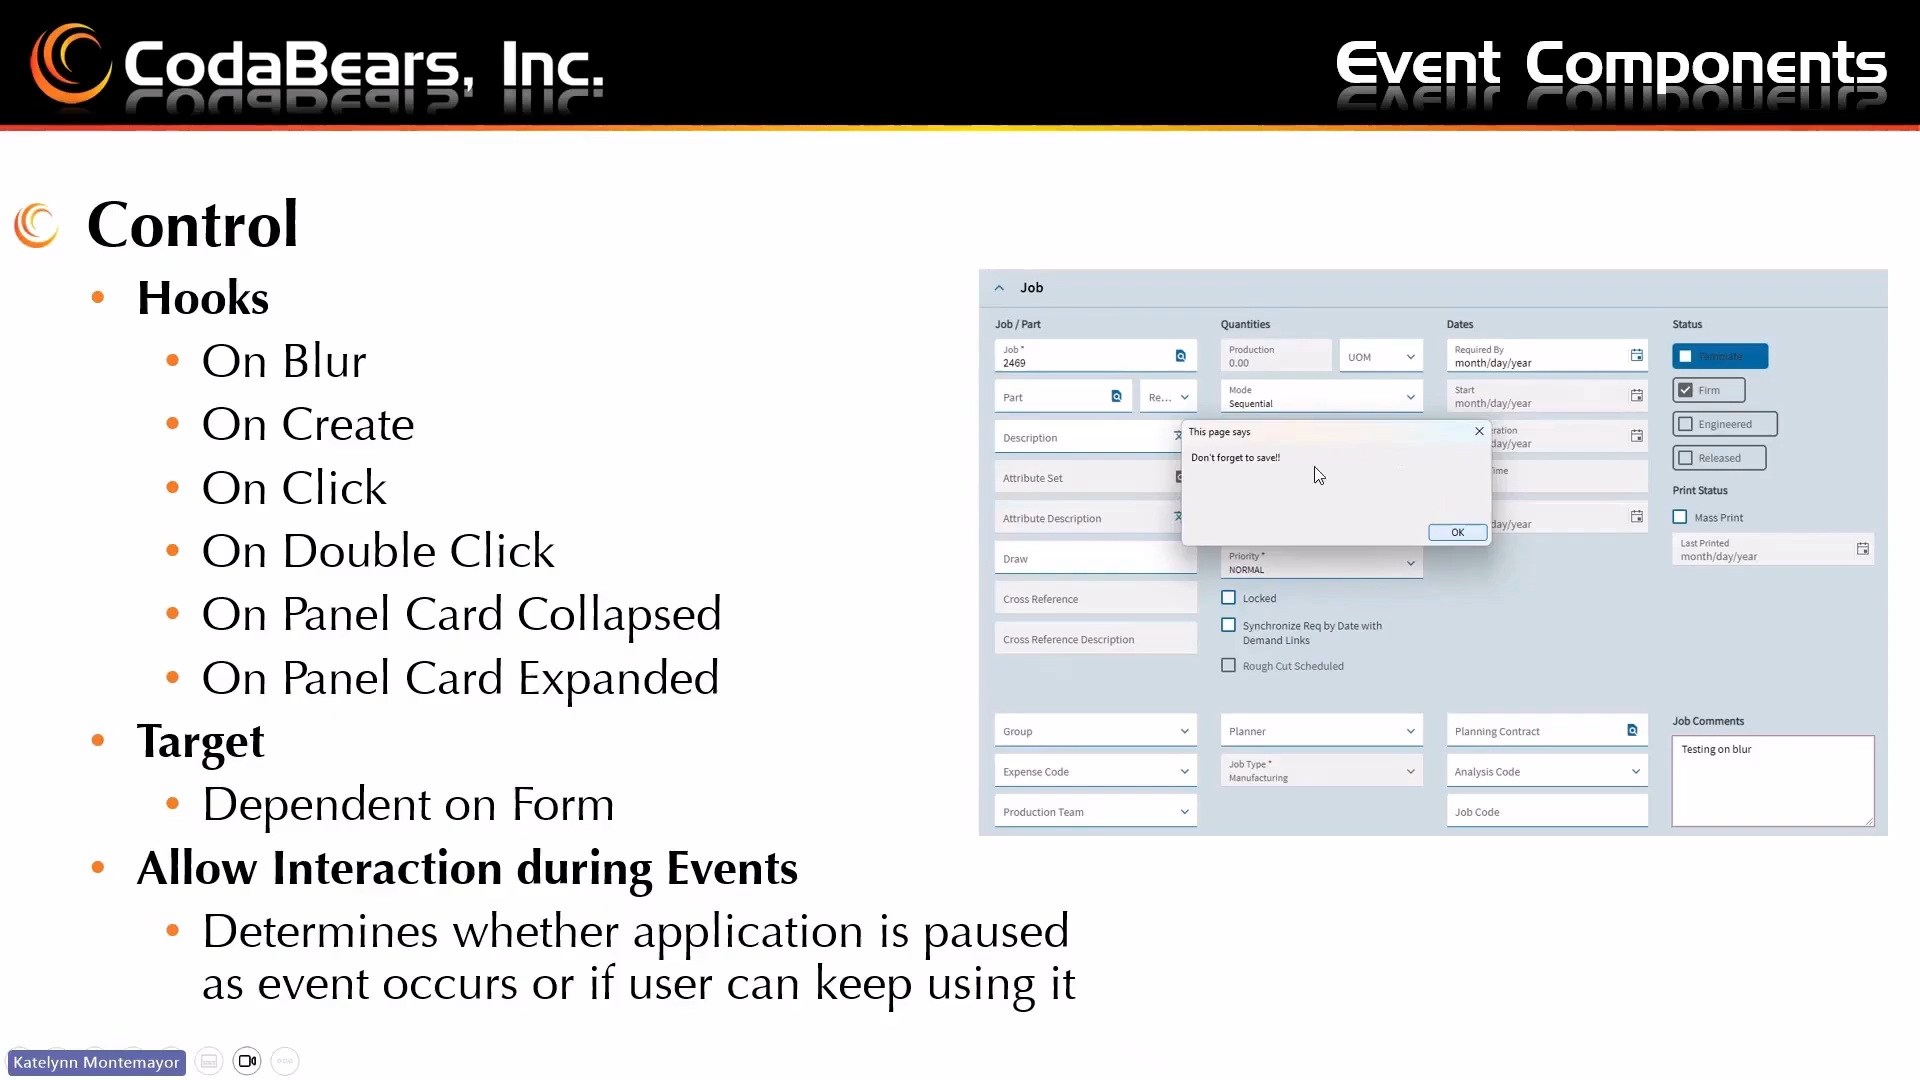 CodaBears, Inc.
Event Components
Control
• Hooks
• On Blur
• On Create
• On Click
• On Double Click
• On Panel Card Collapsed
• On Panel Card Expanded
• Target
• Dependent on Form
• Allow Interaction during Events
• Determines whether application is paused
as event occurs or if user can keep using it
Job
Job / Part
Job *
2469
Part
Re...
Description
Attribute Set
Attribute Description
Draw
Cross Reference
Cross Reference Description
Quantities
Production
0.00
UOM
Mode
Sequential
This page says
Don't forget to save!!
OK
Priority *
NORMAL
Locked
Synchronize Req by Date with
Demand Links
Rough Cut Scheduled
Dates
Required By
month/day/year
Start
month/day/year
Status
Template
Firm
Engineered
Released
Print Status
Mass Print
Last Printed
month/day/year
Group
Expense Code
Production Team
Planner
Job Type *
Manufacturing
Planning Contract
Analysis Code
Job Code
Job Comments
Testing on blur
Katelynn Montemayor